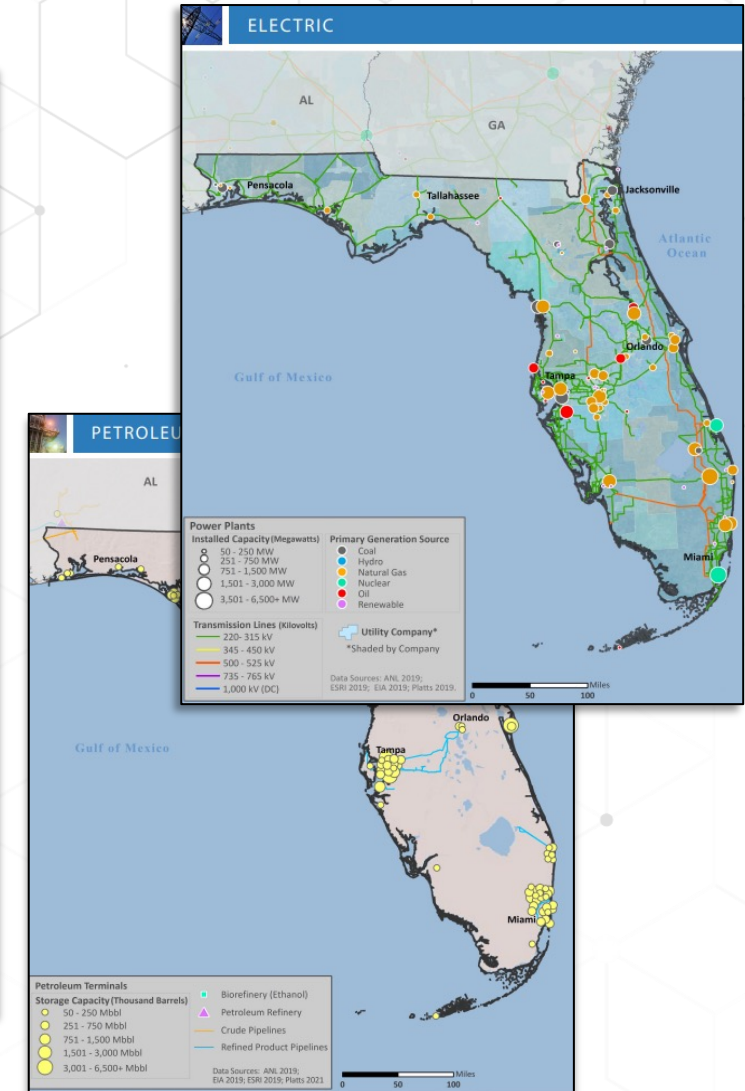 ELECTRIC
AL
GA
Pensacola
Tallahassee
Jacksonville
Atlantic
Ocean
Gulf of Mexico
Orlando
Tampa
Miami
Power Plants
Installed Capacity (Megawatts)
50 - 250 MW
251 - 750 MW
751 - 1,500 MW
1,501 - 3,000 MW
3,501 - 6,500+ MW
Primary Generation Source
Coal
Hydro
Natural Gas
Nuclear
Oil
Renewable
Transmission Lines (Kilovolts)
220- 315 kV
345 - 450 kV
500 - 525 kV
735 - 765 kV
1,000 kV (DC)
Utility Company*
*Shaded by Company
Data Sources: ANL 2019;
ESRI 2019; EIA 2019; Platts 2019.
Miles
0 50 100
PETROLEU
AL
Pensacola
Gulf of Mexico
Orlando
Tampa
Miami
Petroleum Terminals
Storage Capacity (Thousand Barrels)
50 - 250 Mbbl
251 - 750 Mbbl
751 - 1,500 Mbbl
1,501 - 3,000 Mbbl
3,001 - 6,500+ Mbbl
Biorefinery (Ethanol)
Petroleum Refinery
Crude Pipelines
Refined Product Pipelines
Data Sources: ANL 2019;
EIA 2019; ESRI 2019; Platts 2021
Miles
0 50 100